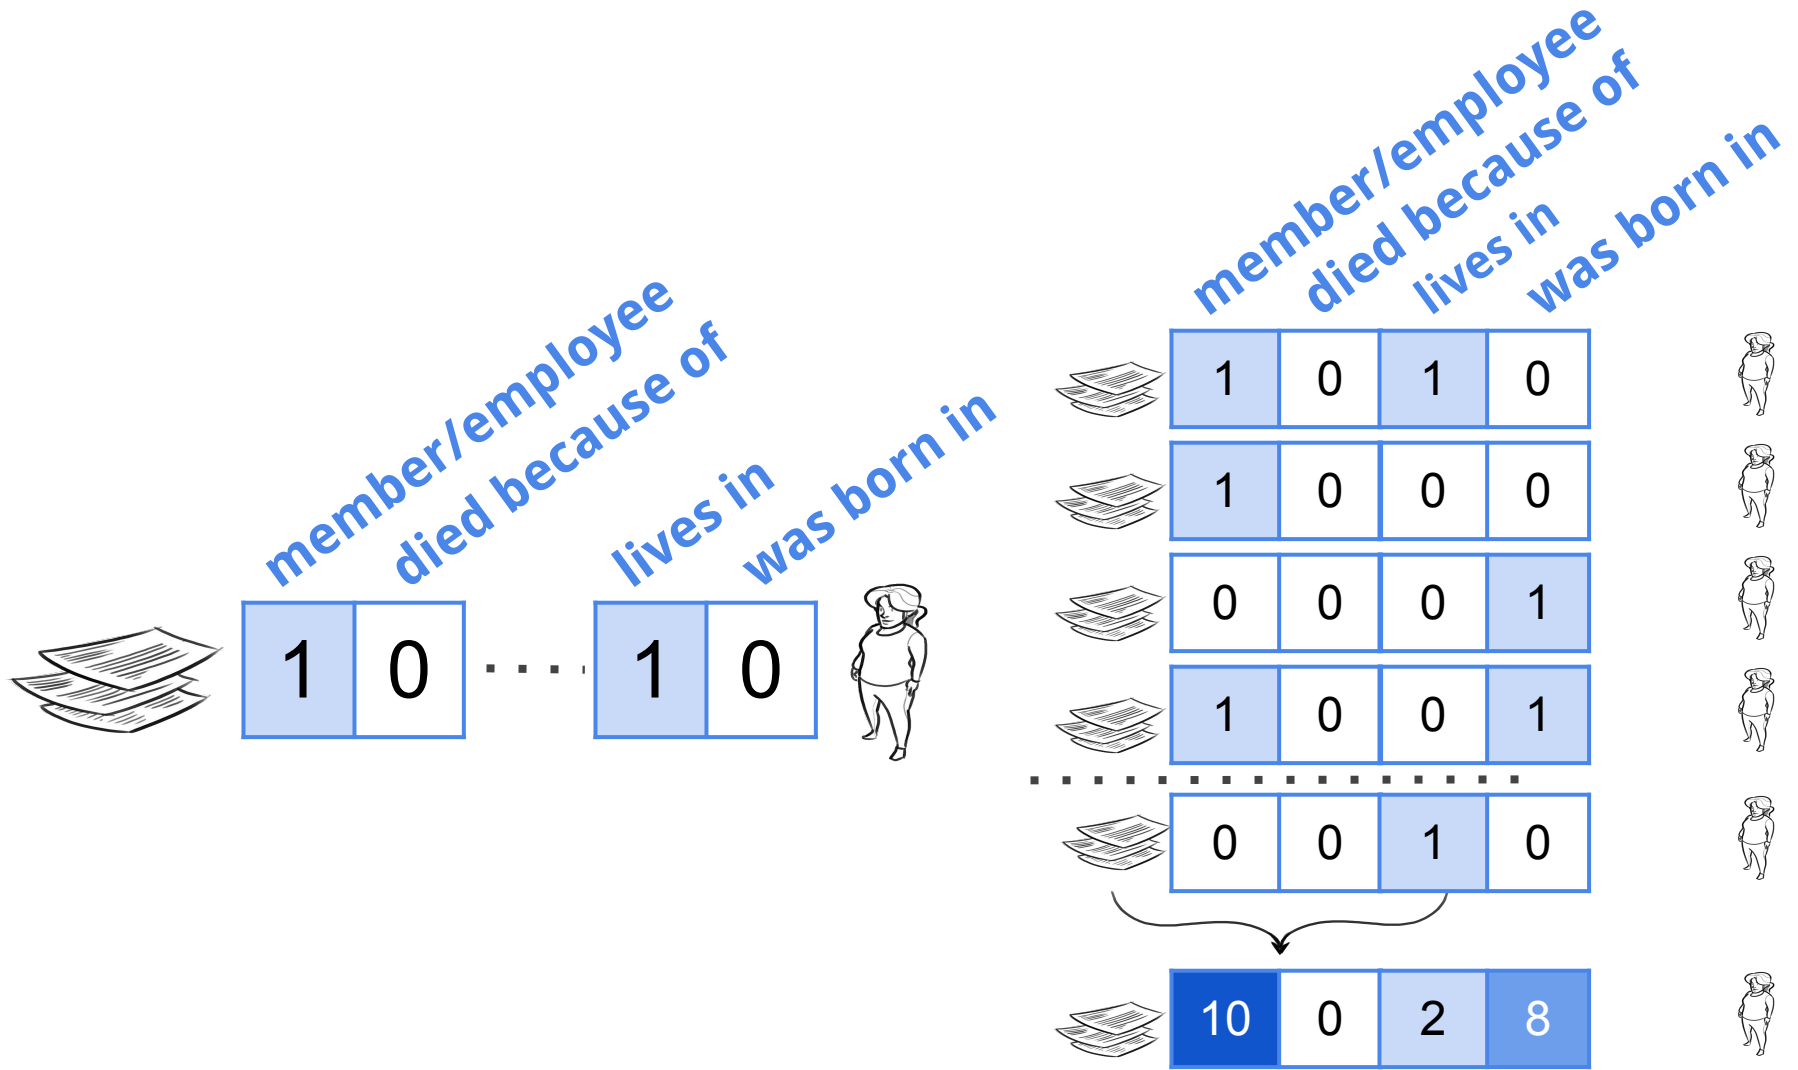 member/employee
died because of
lives in
was born in
1 0 1 0
member/employee
died because of
lives in
was born in
1 0 1 0
1 0 0 0
0 0 0 1
1 0 0 1
0 0 1 0
10 0 2 8